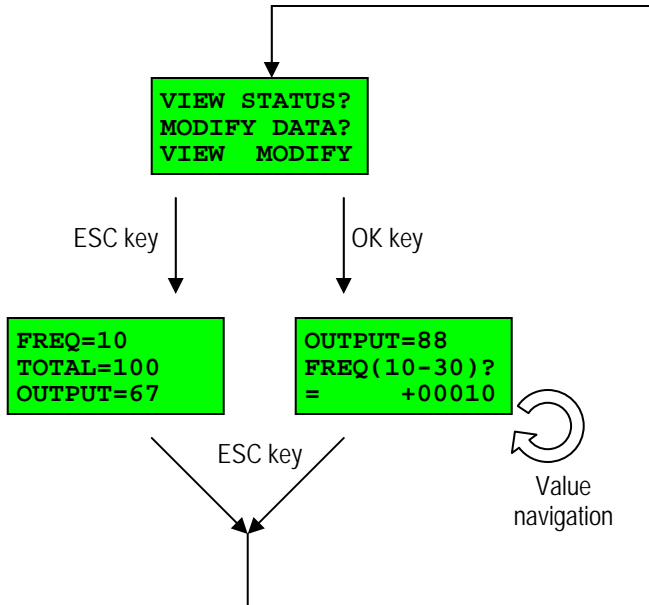 VIEW STATUS?
MODIFY DATA?
VIEW  MODIFY
ESC key
OK key
FREQ=10
TOTAL=100
OUTPUT=67
OUTPUT=88
FREQ(10-30)?
=    +00010
ESC key
Value
navigation